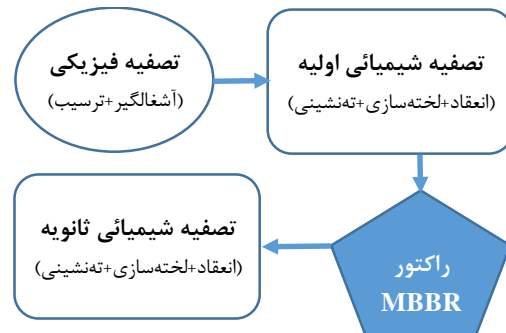 تصفیه فیزیکی
(آشغالگیر+ترسیب)
تصفیه شیمیائی اولیه
(انعقاد+لخته‌سازی+ته‌نشینی)
راکتور
MBBR
تصفیه شیمیائی ثانویه
(انعقاد+لخته‌سازی+ته‌نشینی)